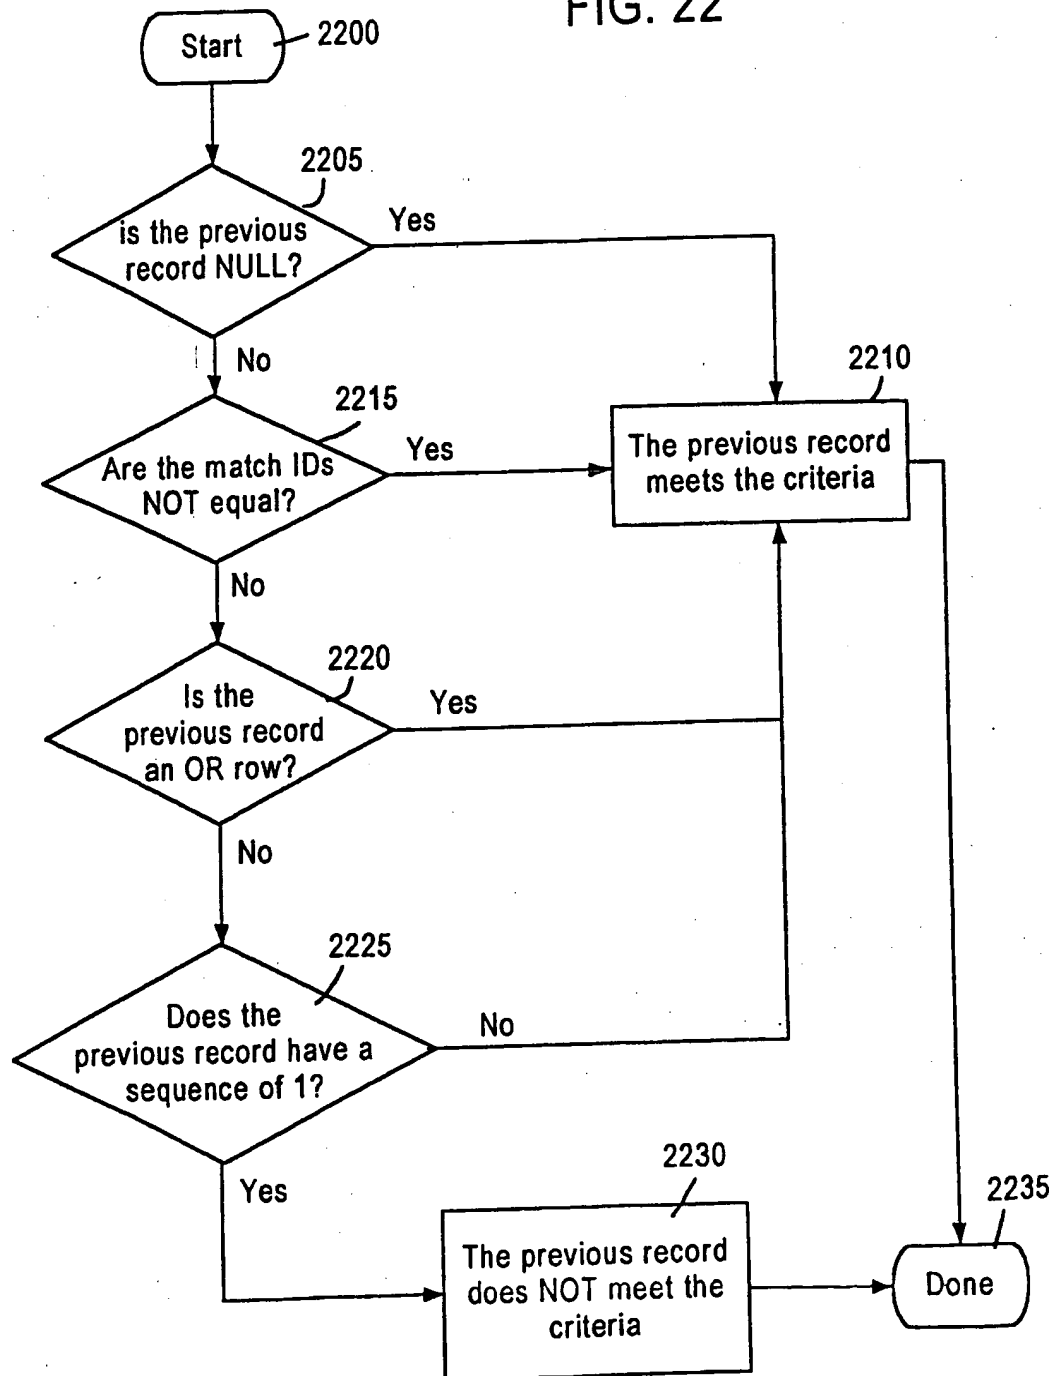 FIG. 22
Start
2200
2205
is the previous
record NULL?
Yes
No
2210
The previous record
meets the criteria
2215
Are the match IDs
NOT equal?
Yes
No
2220
Is the
previous record
an OR row?
Yes
No
2225
Does the
previous record have a
sequence of 1?
No
Yes
2230
The previous record
does NOT meet the
criteria
2235
Done